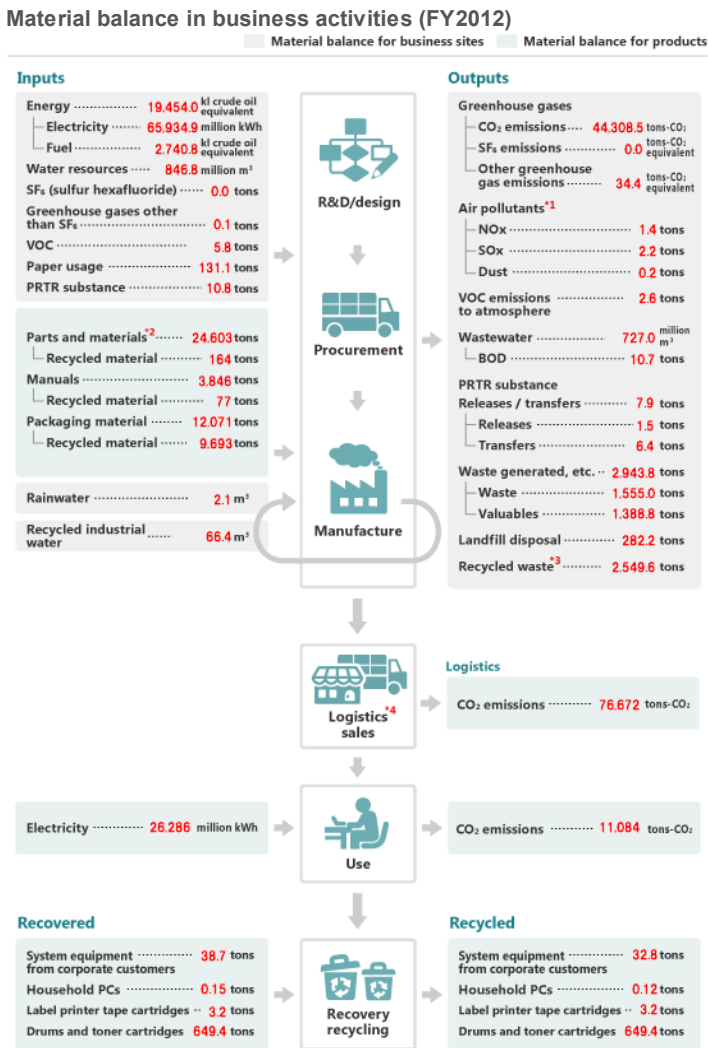 Material balance in business activities (FY2012)
Material balance for business sites Material balance for products
Inputs
Energy 19.454.0 kl crude oil equivalent
Electricity 65.934.9 million kWh
Fuel 2.740.8 kl crude oil equivalent
Water resources 846.8 million m³
SF₆ (sulfur hexafluoride) 0.0 tons
Greenhouse gases other
than SF₆ 0.1 tons
VOC 5.8 tons
Paper usage 131.1 tons
PRTR substance 10.8 tons
Parts and materials*2 24.603 tons
Recycled material 164 tons
Manuals 3.846 tons
Recycled material 77 tons
Packaging material 12.071 tons
Recycled material 9.693 tons
Rainwater 2.1 m³
Recycled industrial
water 66.4 m³
R&D/design
Procurement
Manufacture
Outputs
Greenhouse gases
CO₂ emissions 44.308.5 tons-CO₂
SF₆ emissions 0.0 tons-CO₂ equivalent
Other greenhouse
gas emissions 34.4 tons-CO₂ equivalent
Air pollutants*1
NOx 1.4 tons
SOx 2.2 tons
Dust 0.2 tons
VOC emissions 2.6 tons
to atmosphere
Wastewater 727.0 million m³
BOD 10.7 tons
PRTR substance
Releases / transfers 7.9 tons
Releases 1.5 tons
Transfers 6.4 tons
Waste generated, etc. 2.943.8 tons
Waste 1.555.0 tons
Valuables 1.388.8 tons
Landfill disposal 282.2 tons
Recycled waste*3 2.549.6 tons
Logistics*4
sales
Logistics
CO₂ emissions 76.672 tons-CO₂
Electricity 26.286 million kWh
Use
CO₂ emissions 11.084 tons-CO₂
Recovered
System equipment 38.7 tons
from corporate customers
Household PCs 0.15 tons
Label printer tape cartridges 3.2 tons
Drums and toner cartridges 649.4 tons
Recovery
recycling
Recycled
System equipment 32.8 tons
from corporate customers
Household PCs 0.12 tons
Label printer tape cartridges 3.2 tons
Drums and toner cartridges 649.4 tons